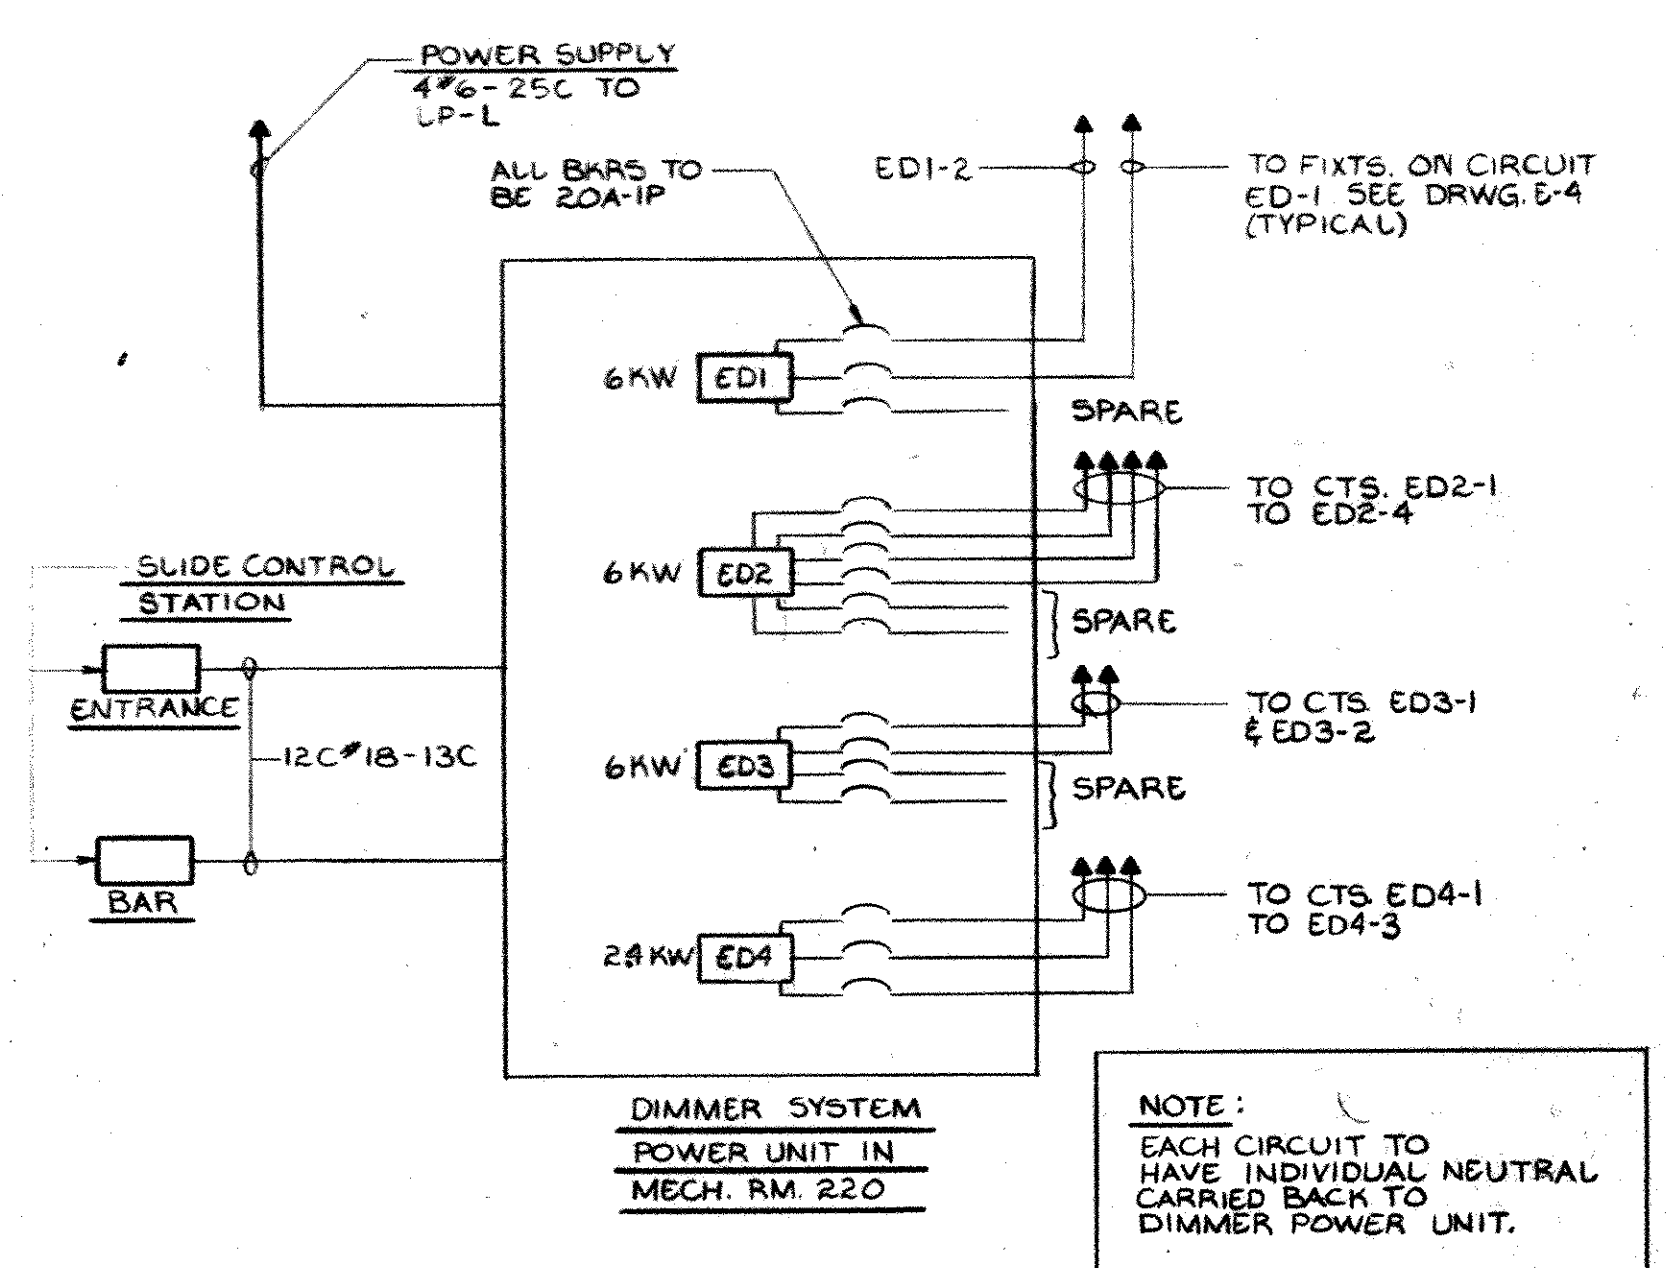 POWER SUPPLY
4#6-25C TO
LP-L
ALL BKRS TO
BE 20A-1P
ED1-2
TO FIXTS. ON CIRCUIT
ED-1 SEE DRWG. E-4
(TYPICAL)
6KW
ED1
SPARE
TO CTS. ED2-1
TO ED2-4
6KW
ED2
SPARE
SLIDE CONTROL
STATION
ENTRANCE
12C#18-13C
BAR
6KW
ED3
TO CTS. ED3-1
& ED3-2
SPARE
2.4KW
ED4
TO CTS. ED4-1
TO ED4-3
DIMMER SYSTEM
POWER UNIT IN
MECH. RM. 220
NOTE:
EACH CIRCUIT TO
HAVE INDIVIDUAL NEUTRAL
CARRIED BACK TO
DIMMER POWER UNIT.